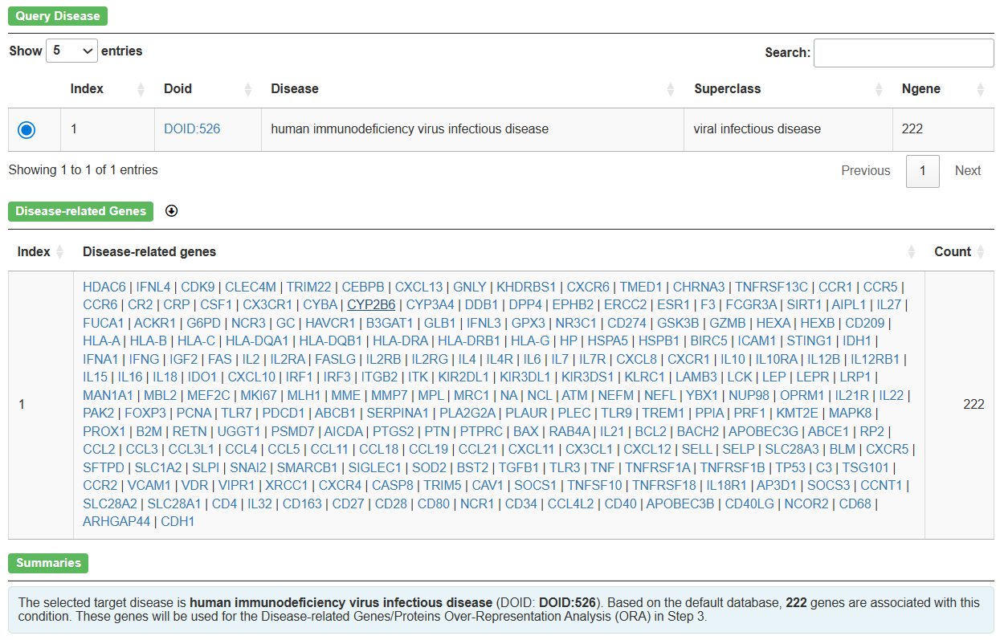 Query Disease
Show 5 entries
Search:
Index Doid Disease Superclass Ngene
1 DOID:526 human immunodeficiency virus infectious disease viral infectious disease 222
Showing 1 to 1 of 1 entries
Previous 1 Next
Disease-related Genes
Index Disease-related genes Count
HDAC6 | IFNL4 | CDK9 | CLEC4M | TRIM22 | CEBPB | CXCL13 | GNLY | KHDRBS1 | CXCR6 | TMED1 | CHRNA3 | TNFRSF13C | CCR1 | CCR5 |
CCR6 | CR2 | CRP | CSF1 | CX3CR1 | CYBA | CYP2B6 | CYP3A4 | DDB1 | DPP4 | EPHB2 | ERCC2 | ESR1 | F3 | FCGR3A | SIRT1 | AIPL1 | IL27 |
FUCA1 | ACKR1 | G6PD | NCR3 | GC | HAVCR1 | B3GAT1 | GLB1 | IFNL3 | GPX3 | NR3C1 | CD274 | GSK3B | GZMB | HEXA | HEXB | CD209 |
HLA-A | HLA-B | HLA-C | HLA-DQA1 | HLA-DQB1 | HLA-DRA | HLA-DRB1 | HLA-G | HP | HSPA5 | HSPB1 | BIRC5 | ICAM1 | STING1 | IDH1 |
IFNA1 | IFNG | IGF2 | FAS | IL2 | IL2RA | FASLG | IL2RB | IL2RG | IL4 | IL4R | IL6 | IL7 | IL7R | CXCL8 | CXCR1 | IL10 | IL10RA | IL12B | IL12RB1 |
IL15 | IL16 | IL18 | IDO1 | CXCL10 | IRF1 | IRF3 | ITGB2 | ITK | KIR2DL1 | KIR3DL1 | KIR3DS1 | KLRC1 | LAMB3 | LCK | LEP | LEPR | LRP1 |
MAN1A1 | MBL2 | MEF2C | MKI67 | MLH1 | MME | MMP7 | MPL | MRC1 | NA | NCL | ATM | NEFM | NEFL | YBX1 | NUP98 | OPRM1 | IL21R | IL22 |
1 PAK2 | FOXP3 | PCNA | TLR7 | PDCD1 | ABCB1 | SERPINA1 | PLA2G2A | PLAUR | PLEC | TLR9 | TREM1 | PPIA | PRF1 | KMT2E | MAPK8 | 222
PROX1 | B2M | RETN | UGGT1 | PSMD7 | AICDA | PTGS2 | PTN | PTPRC | BAX | RAB4A | IL21 | BCL2 | BACH2 | APOBEC3G | ABCE1 | RP2 |
CCL2 | CCL3 | CCL3L1 | CCL4 | CCL5 | CCL11 | CCL18 | CCL19 | CCL21 | CXCL11 | CX3CL1 | CXCL12 | SELL | SELP | SLC28A3 | BLM | CXCR5 |
SFTPD | SLC1A2 | SLPI | SNAI2 | SMARCB1 | SIGLEC1 | SOD2 | BST2 | TGFB1 | TLR3 | TNF | TNFRSF1A | TNFRSF1B | TP53 | C3 | TSG101 |
CCR2 | VCAM1 | VDR | VIPR1 | XRCC1 | CXCR4 | CASP8 | TRIM5 | CAV1 | SOCS1 | TNFSF10 | TNFRSF18 | IL18R1 | AP3D1 | SOCS3 | CCNT1 |
SLC28A2 | SLC28A1 | CD4 | IL32 | CD163 | CD27 | CD28 | CD80 | NCR1 | CD34 | CCL4L2 | CD40 | APOBEC3B | CD40LG | NCOR2 | CD68 |
ARHGAP44 | CDH1
Summaries
The selected target disease is human immunodeficiency virus infectious disease (DOID: DOID:526). Based on the default database, 222 genes are associated with this
condition. These genes will be used for the Disease-related Genes/Proteins Over-Representation Analysis (ORA) in Step 3.